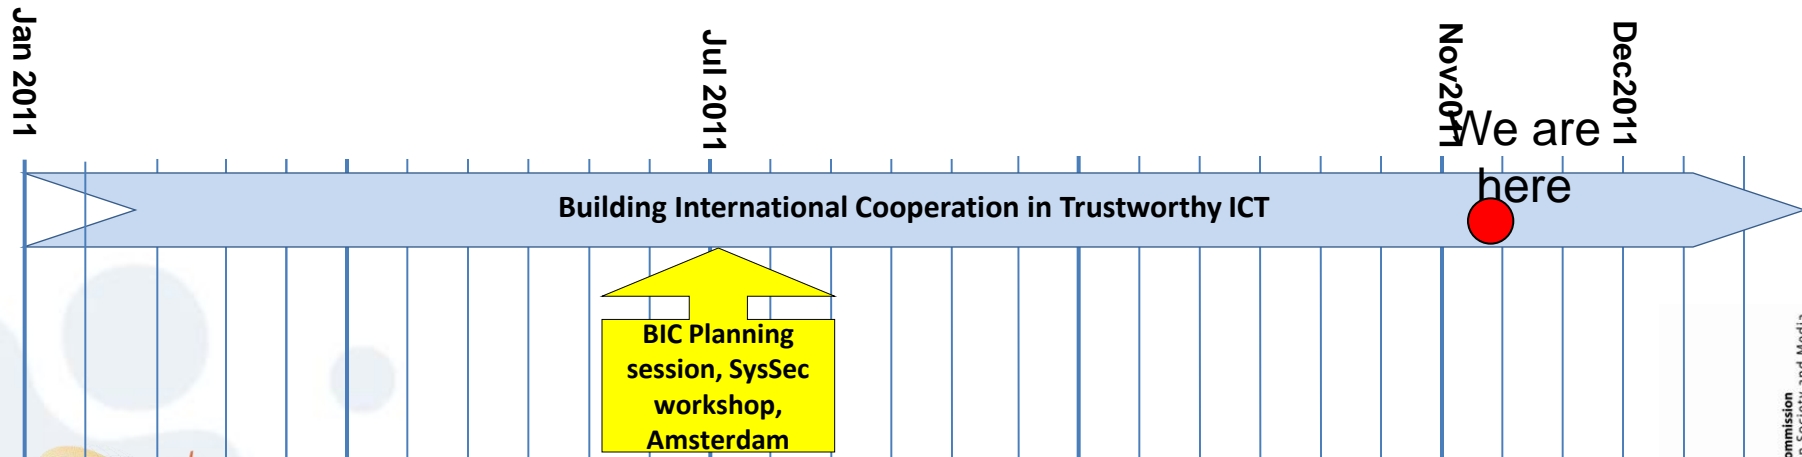 Jan 2011
Jul 2011
Nov2011
Dec2011
We are
here
Building International Cooperation in Trustworthy ICT
BIC Planning
session, SysSec
workshop,
Amsterdam